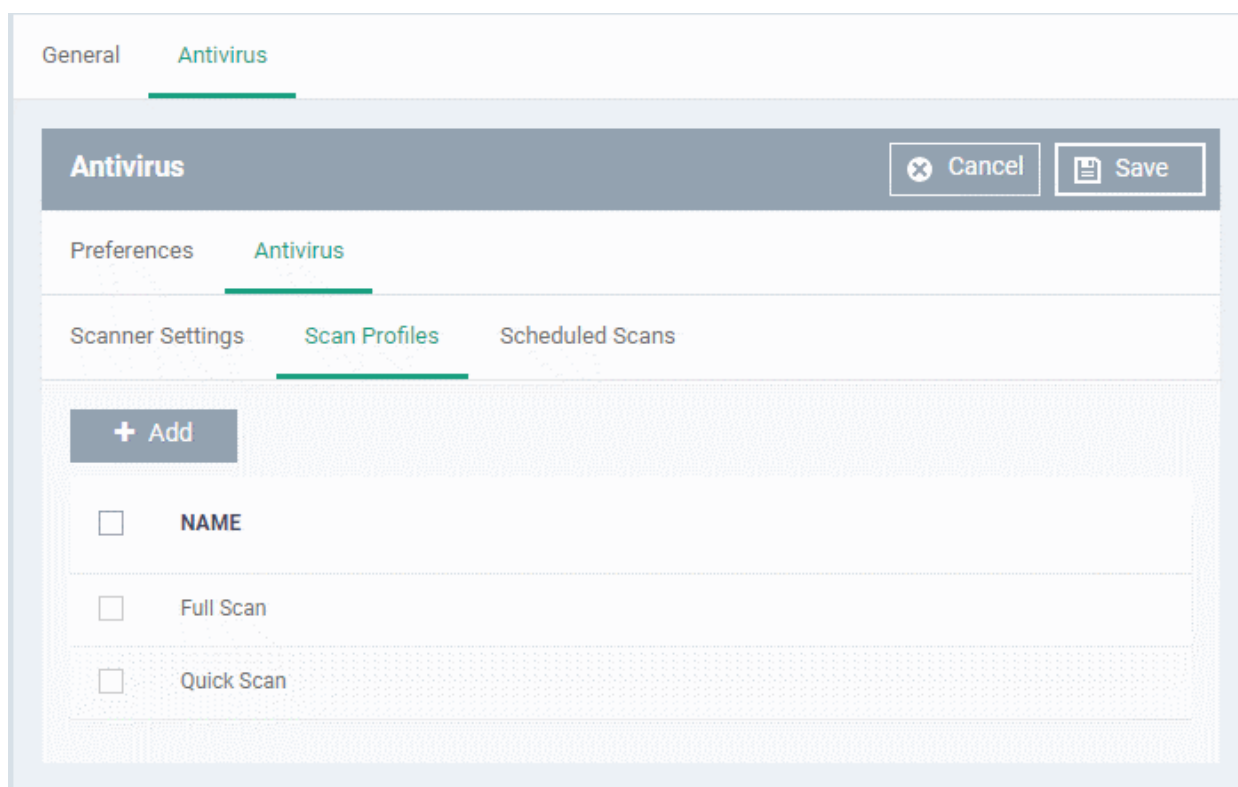 General Antivirus
Antivirus Cancel Save
Preferences Antivirus
Scanner Settings Scan Profiles Scheduled Scans
+ Add
NAME
Full Scan
Quick Scan